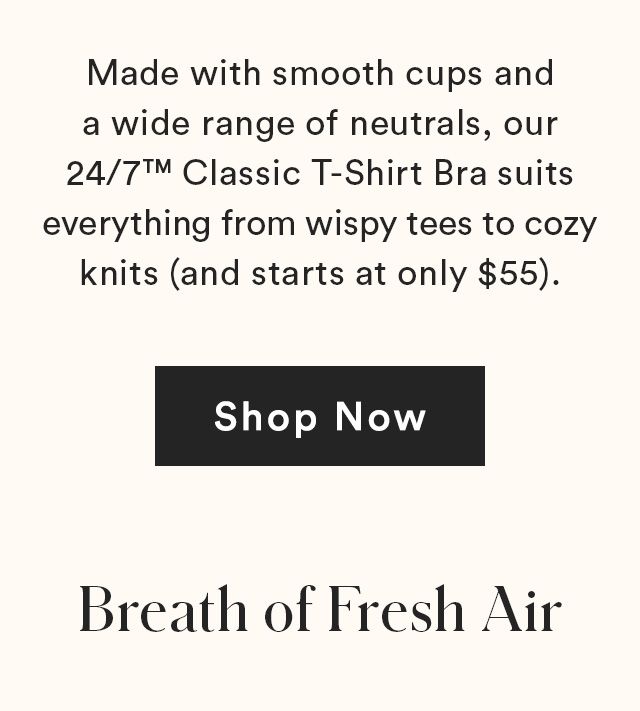 Made with smooth cups and
a wide range of neutrals, our
24/7™ Classic T-Shirt Bra suits
everything from wispy tees to cozy
knits (and starts at only $55).
Shop Now
Breath of Fresh Air